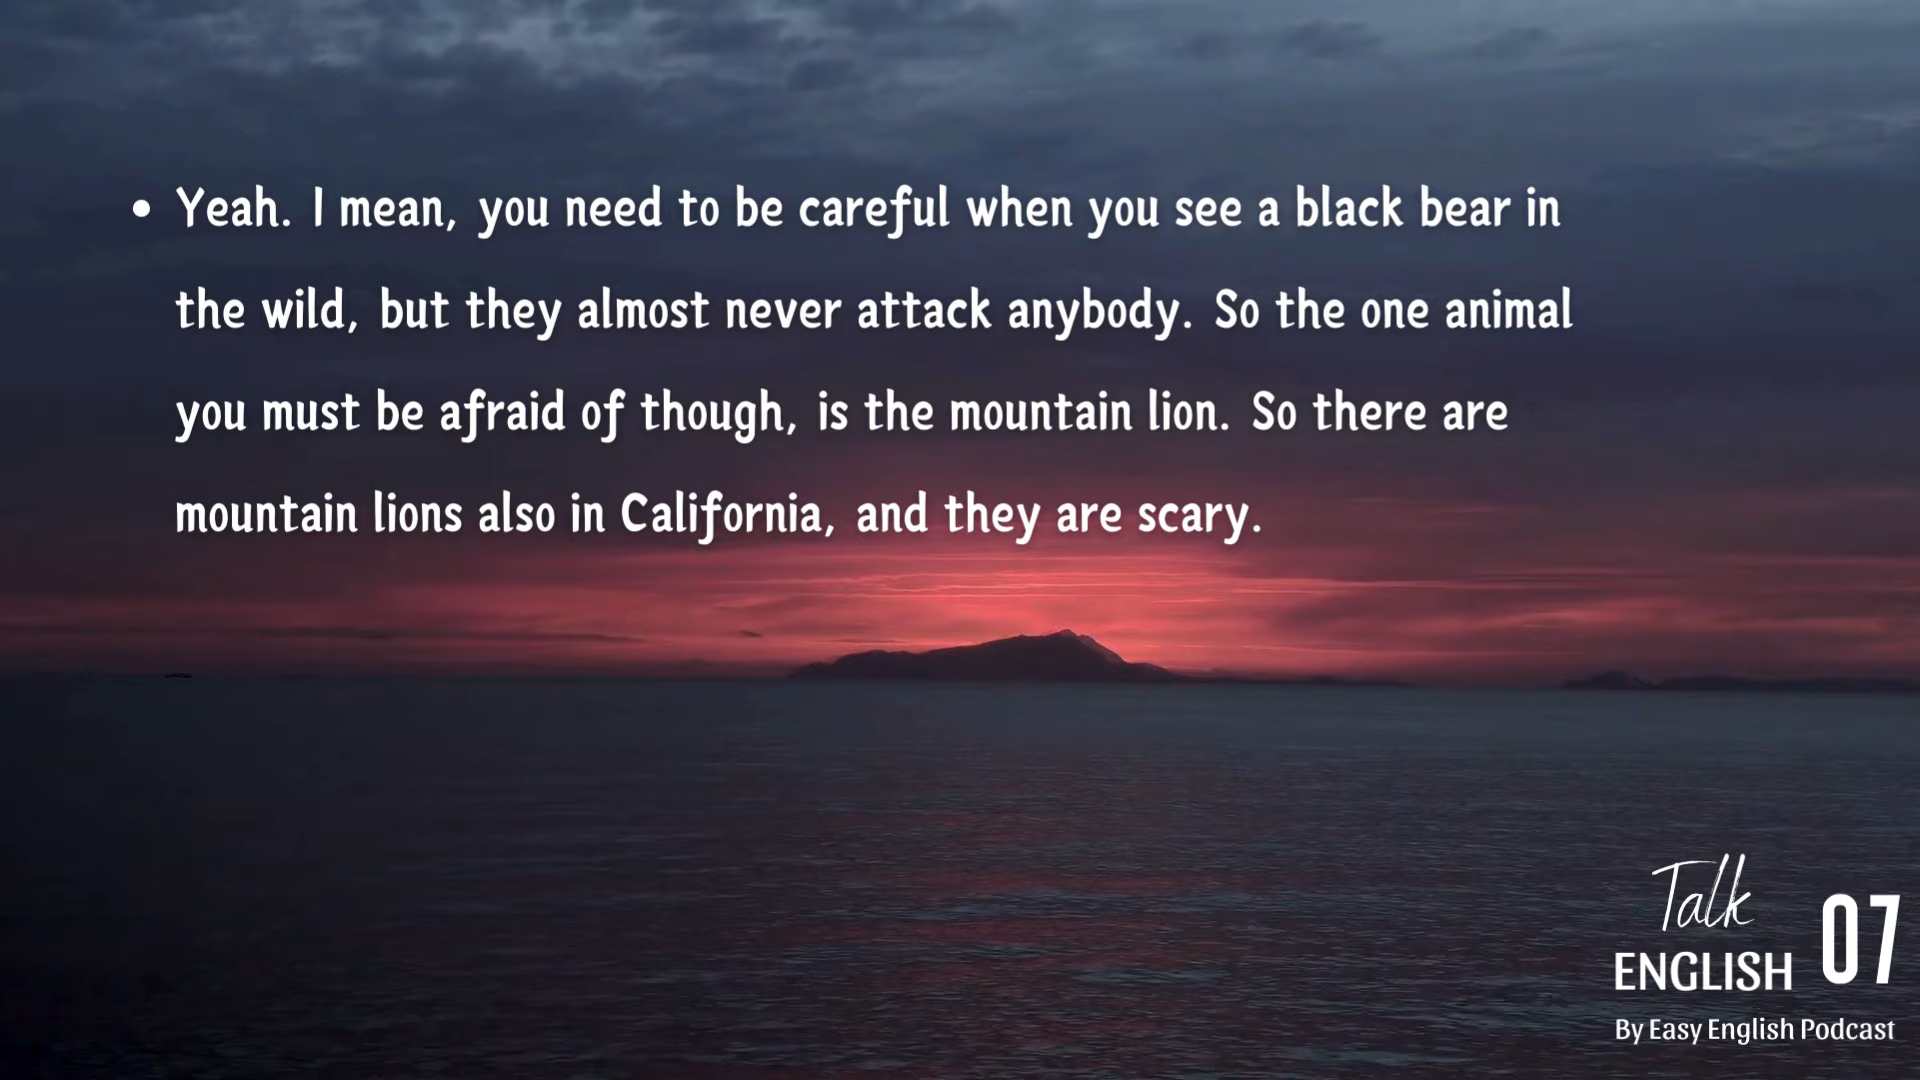 • Yeah. I mean, you need to be careful when you see a black bear in
the wild, but they almost never attack anybody. So the one animal
you must be afraid of though, is the mountain lion. So there are
mountain lions also in California, and they are scary.
Talk
ENGLISH 07
By Easy English Podcast